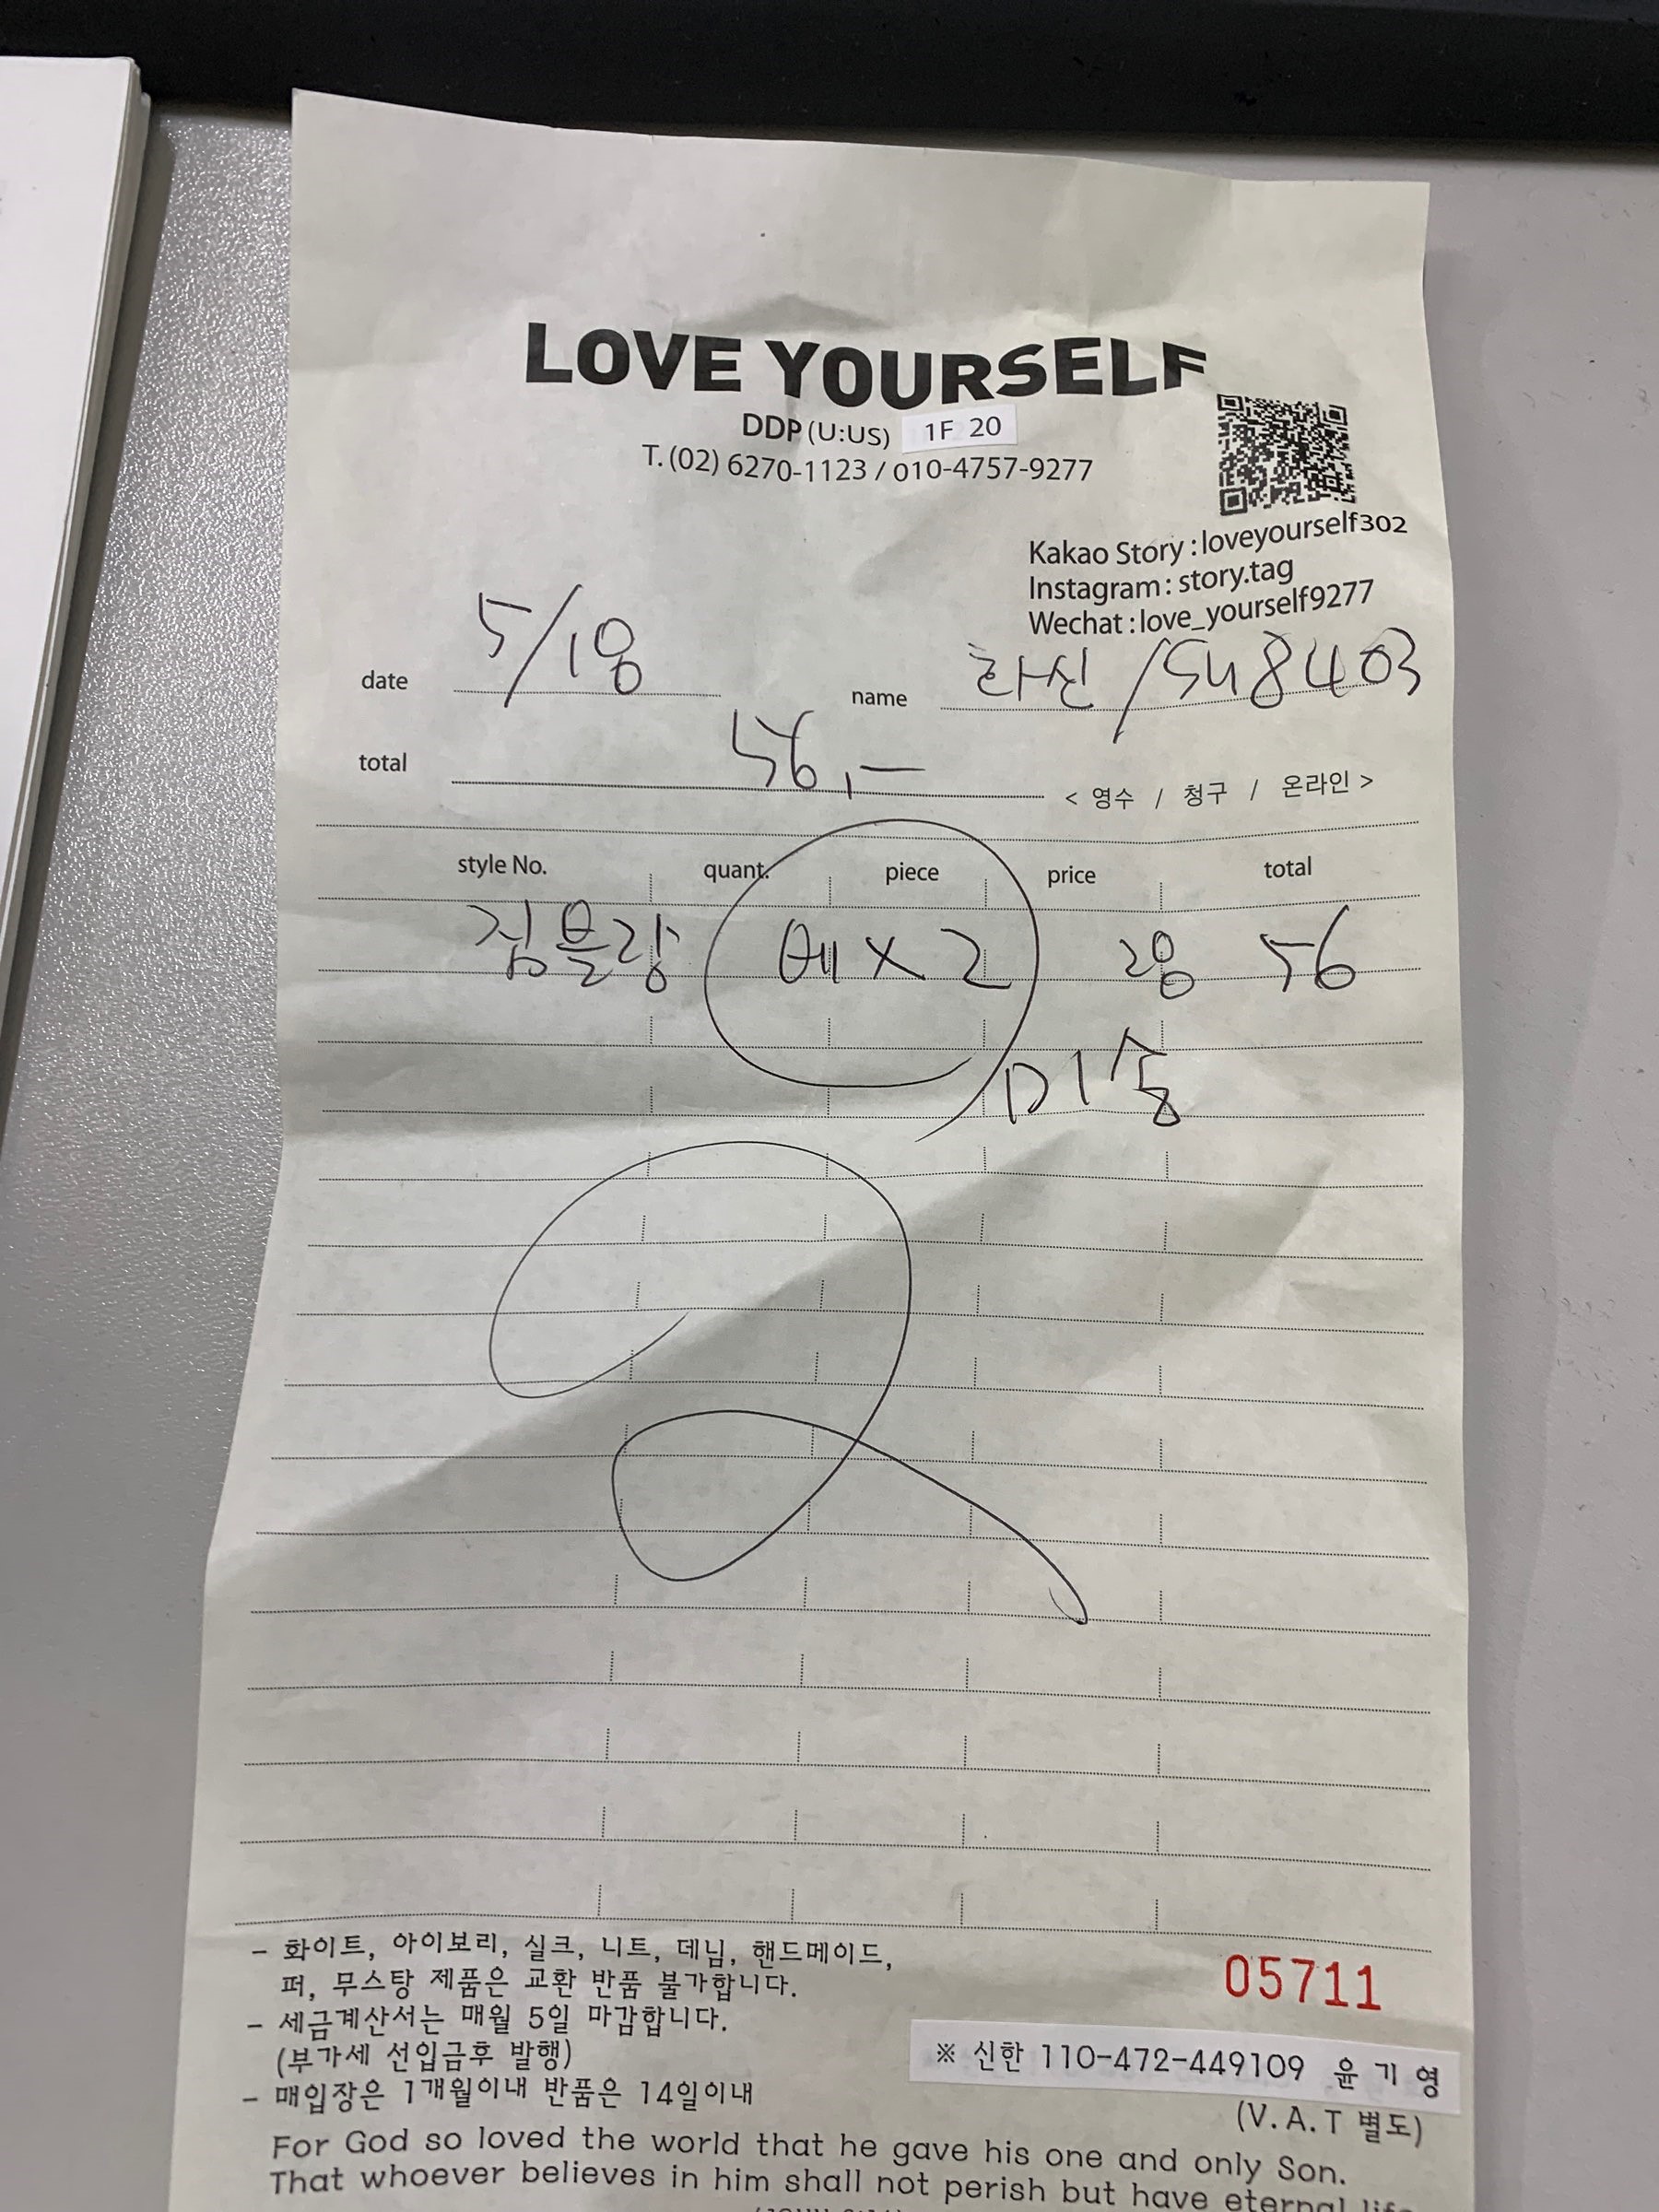 LOVE YOURSELF
DDP (U:US) 1F 20
T. (02) 6270-1123 / 010-4757-9277
Kakao Story : loveyourself302
Instagram : story.tag
Wechat : love_yourself9277
date 5/18 name 화신 / SU8403
total 56,—
< 영수 / 청구 / 온라인 >
style No. quant. piece price total
짐블랑 베 x 2 28 56
미송
- 화이트, 아이보리, 실크, 니트, 데님, 핸드메이드,
퍼, 무스탕 제품은 교환 반품 불가합니다.
- 세금계산서는 매월 5일 마감합니다.
(부가세 선입금후 발행)
- 매입장은 1개월이내 반품은 14일이내
05711
※ 신한 110-472-449109 윤기영
(V.A.T 별도)
For God so loved the world that he gave his one and only Son.
That whoever believes in him shall not perish but have eternal life.